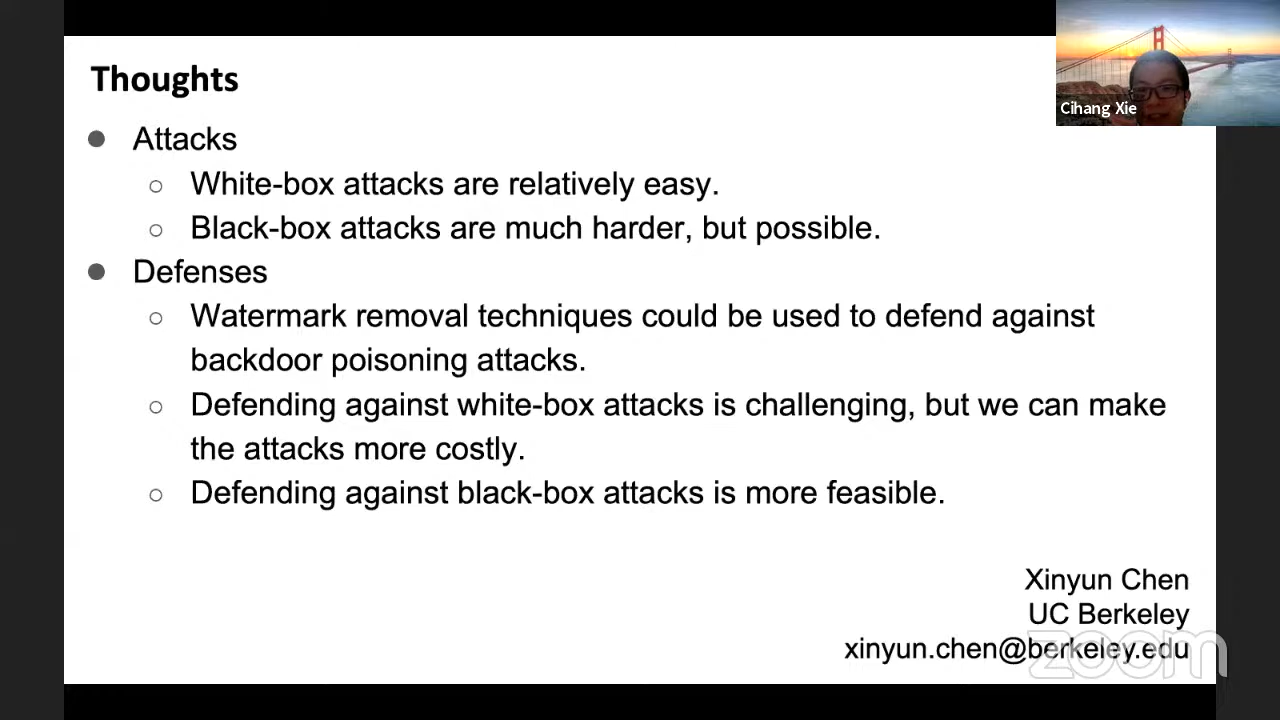 Thoughts
Cihang Xie
● Attacks
○ White-box attacks are relatively easy.
○ Black-box attacks are much harder, but possible.
● Defenses
○ Watermark removal techniques could be used to defend against
backdoor poisoning attacks.
○ Defending against white-box attacks is challenging, but we can make
the attacks more costly.
○ Defending against black-box attacks is more feasible.
Xinyun Chen
UC Berkeley
xinyun.chen@berkeley.edu
zoom